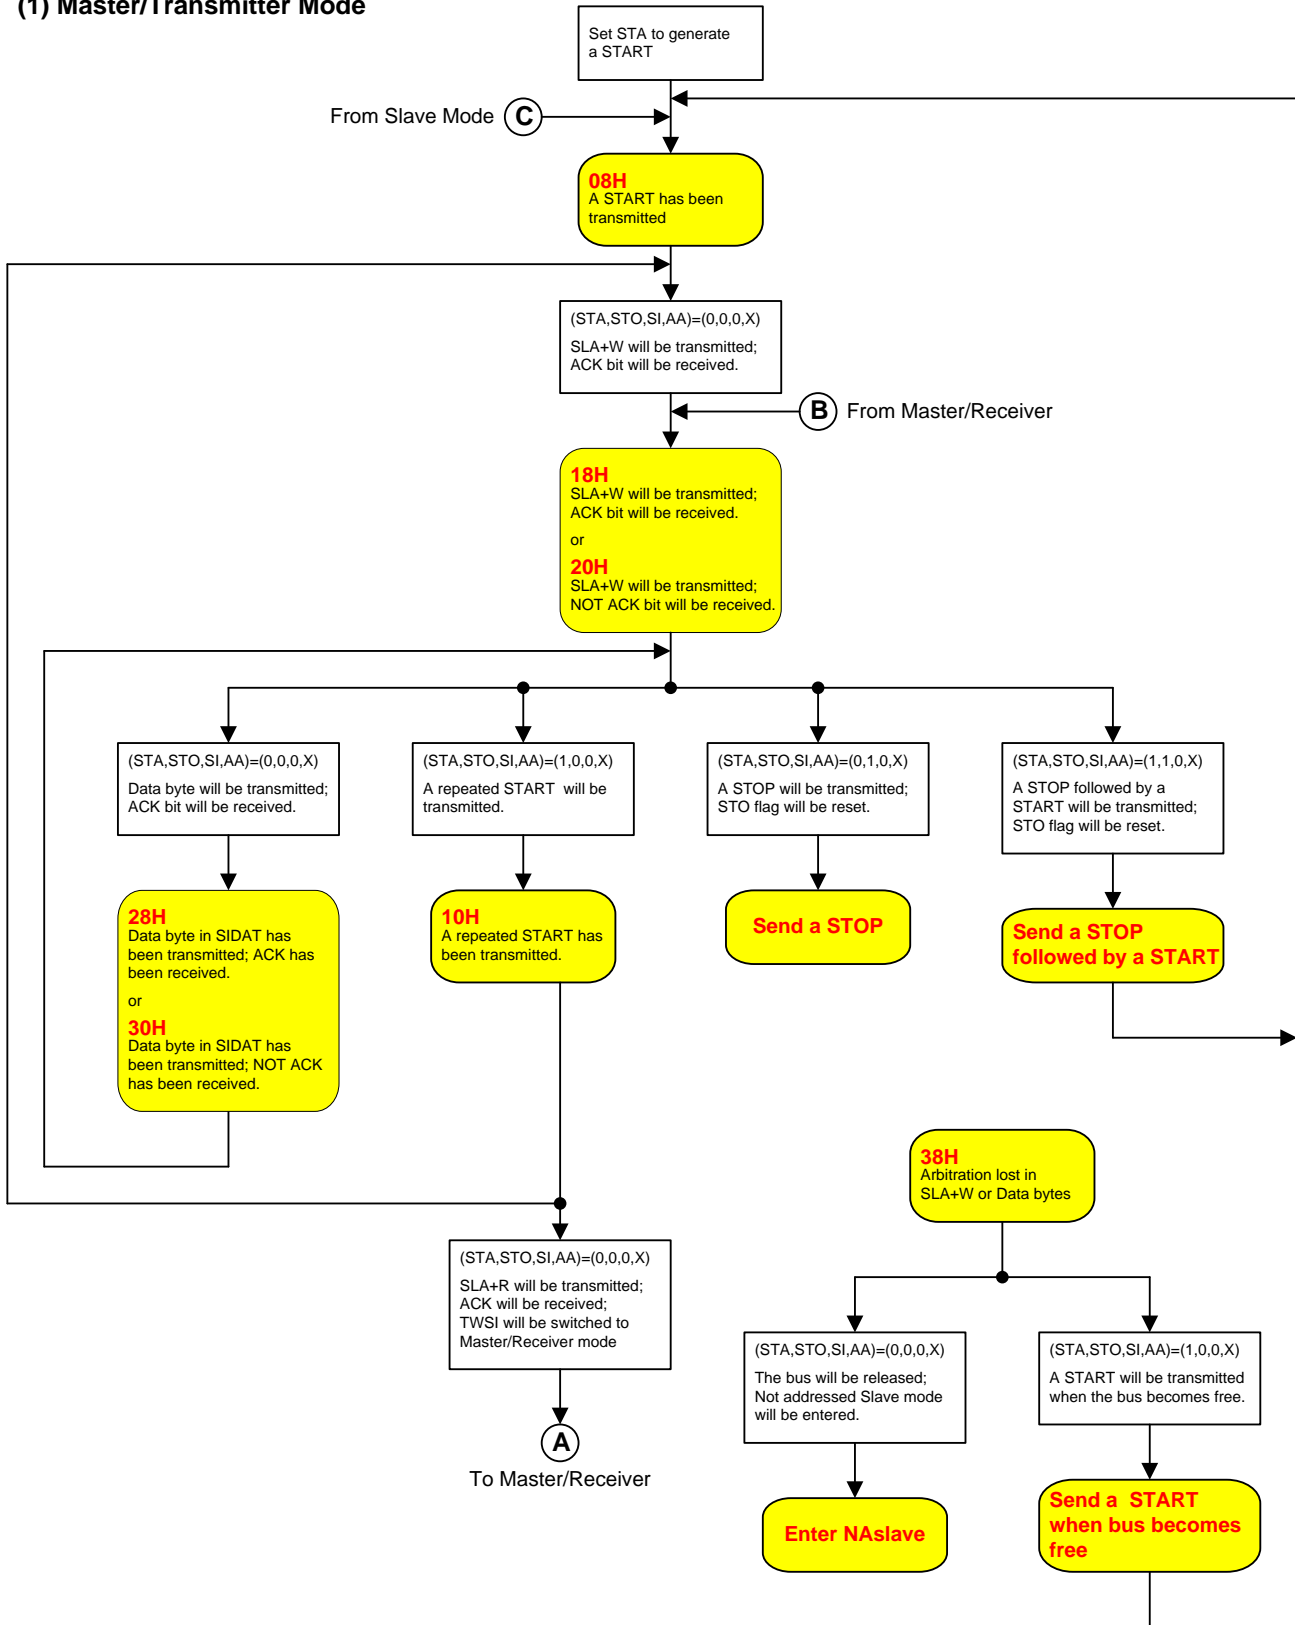 (1) Master/Transmitter Mode
Set STA to generate
a START
From Slave Mode
C
08H
A START has been
transmitted
(STA,STO,SI,AA)=(0,0,0,X)
SLA+W will be transmitted;
ACK bit will be received.
B
From Master/Receiver
18H
SLA+W will be transmitted;
ACK bit will be received.
or
20H
SLA+W will be transmitted;
NOT ACK bit will be received.
(STA,STO,SI,AA)=(0,0,0,X)
Data byte will be transmitted;
ACK bit will be received.
(STA,STO,SI,AA)=(1,0,0,X)
A repeated START will be
transmitted.
(STA,STO,SI,AA)=(0,1,0,X)
A STOP will be transmitted;
STO flag will be reset.
(STA,STO,SI,AA)=(1,1,0,X)
A STOP followed by a
START will be transmitted;
STO flag will be reset.
28H
Data byte in SIDAT has
been transmitted; ACK has
been received.
or
30H
Data byte in SIDAT has
been transmitted; NOT ACK
has been received.
10H
A repeated START has
been transmitted.
Send a STOP
Send a STOP
followed by a START
38H
Arbitration lost in
SLA+W or Data bytes
(STA,STO,SI,AA)=(0,0,0,X)
SLA+R will be transmitted;
ACK will be received;
TWSI will be switched to
Master/Receiver mode
(STA,STO,SI,AA)=(0,0,0,X)
The bus will be released;
Not addressed Slave mode
will be entered.
(STA,STO,SI,AA)=(1,0,0,X)
A START will be transmitted
when the bus becomes free.
A
To Master/Receiver
Enter NAslave
Send a START
when bus becomes
free